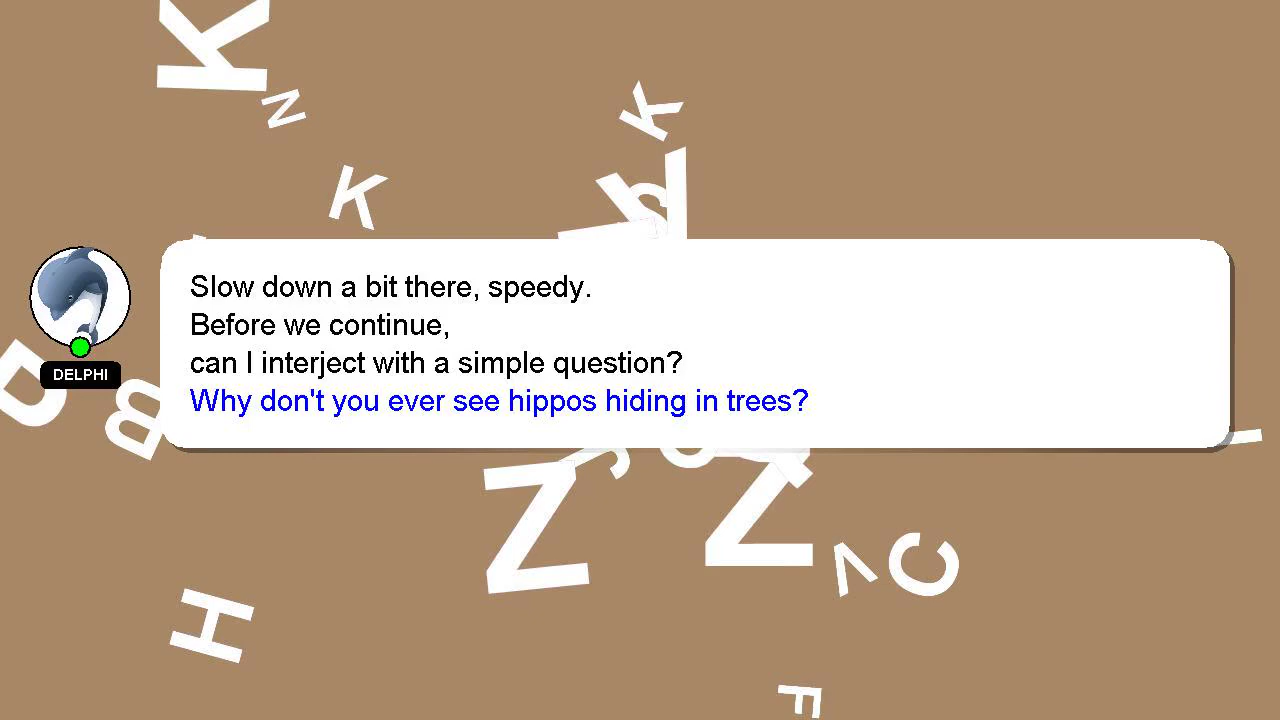 K
N
K
K
S
DELPHI
Slow down a bit there, speedy.
Before we continue,
can I interject with a simple question?
Why don't you ever see hippos hiding in trees?
B
J
Z
Z
V
C
H
F